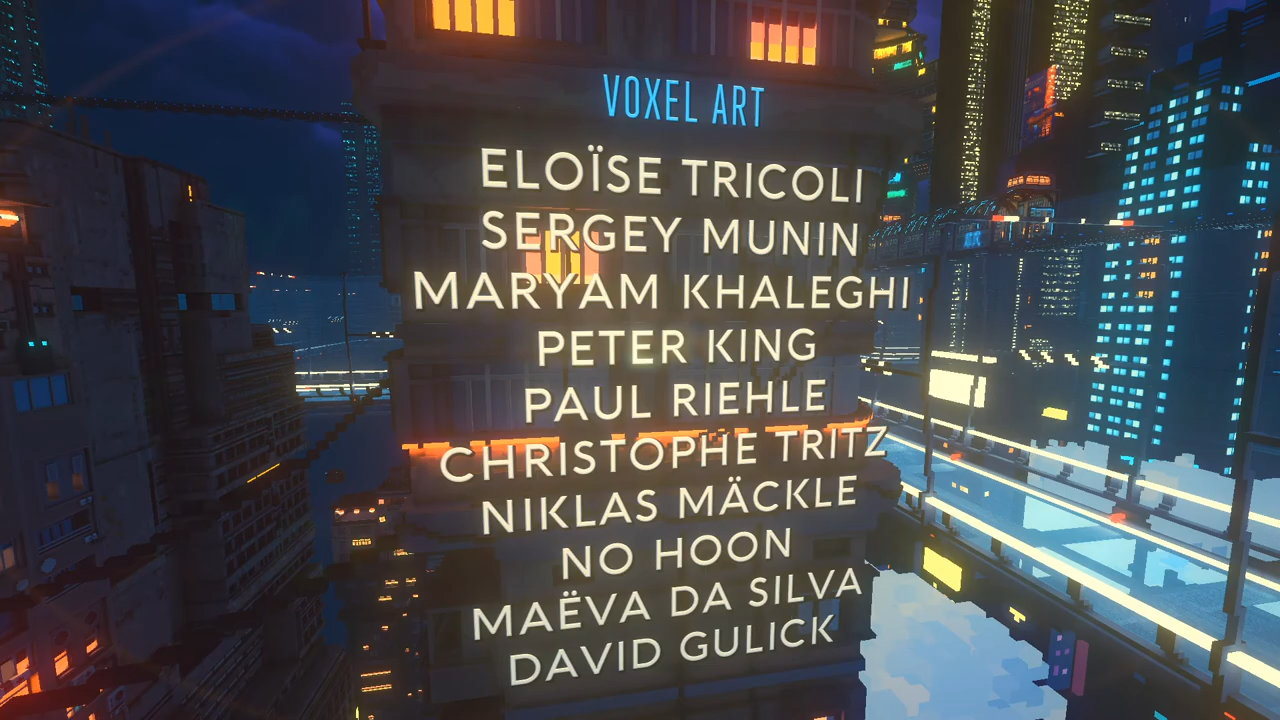 VOXEL ART
ELOÏSE TRICOLI
SERGEY MUNIN
MARYAM KHALEGHI
PETER KING
PAUL RIEHLE
CHRISTOPHE TRITZ
NIKLAS MÄCKLE
NO HOON
MAËVA DA SILVA
DAVID GULICK